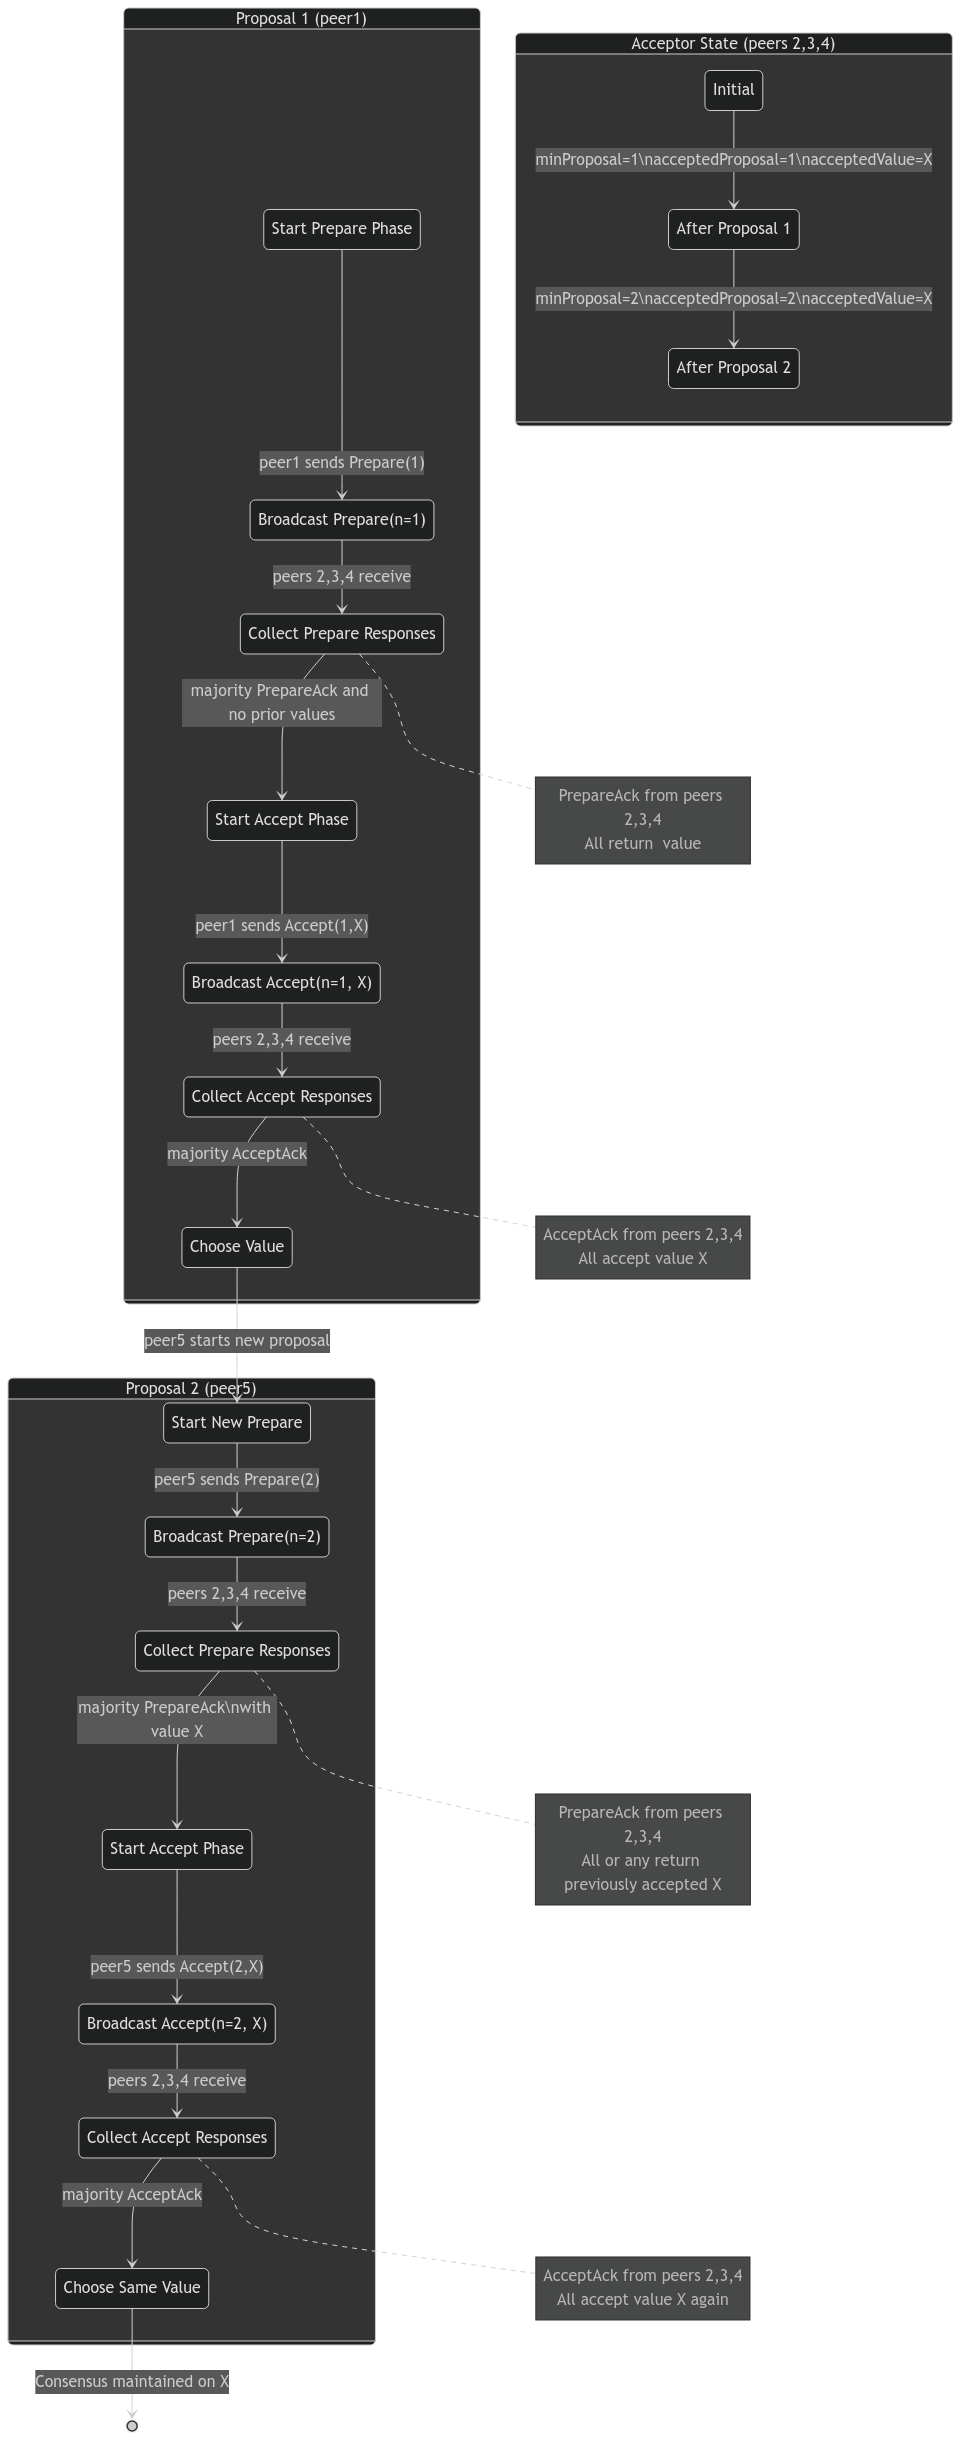 Proposal 1 (peer1)
Start Prepare Phase
peer1 sends Prepare(1)
Broadcast Prepare(n=1)
peers 2,3,4 receive
Collect Prepare Responses
majority PrepareAck and
no prior values
PrepareAck from peers
2,3,4
All return  value
Start Accept Phase
peer1 sends Accept(1,X)
Broadcast Accept(n=1, X)
peers 2,3,4 receive
Collect Accept Responses
majority AcceptAck
AcceptAck from peers 2,3,4
All accept value X
Choose Value
peer5 starts new proposal
Proposal 2 (peer5)
Start New Prepare
peer5 sends Prepare(2)
Broadcast Prepare(n=2)
peers 2,3,4 receive
Collect Prepare Responses
majority PrepareAck\nwith
value X
PrepareAck from peers
2,3,4
All or any return
previously accepted X
Start Accept Phase
peer5 sends Accept(2,X)
Broadcast Accept(n=2, X)
peers 2,3,4 receive
Collect Accept Responses
majority AcceptAck
AcceptAck from peers 2,3,4
All accept value X again
Choose Same Value
Consensus maintained on X
Acceptor State (peers 2,3,4)
Initial
minProposal=1\nacceptedProposal=1\nacceptedValue=X
After Proposal 1
minProposal=2\nacceptedProposal=2\nacceptedValue=X
After Proposal 2